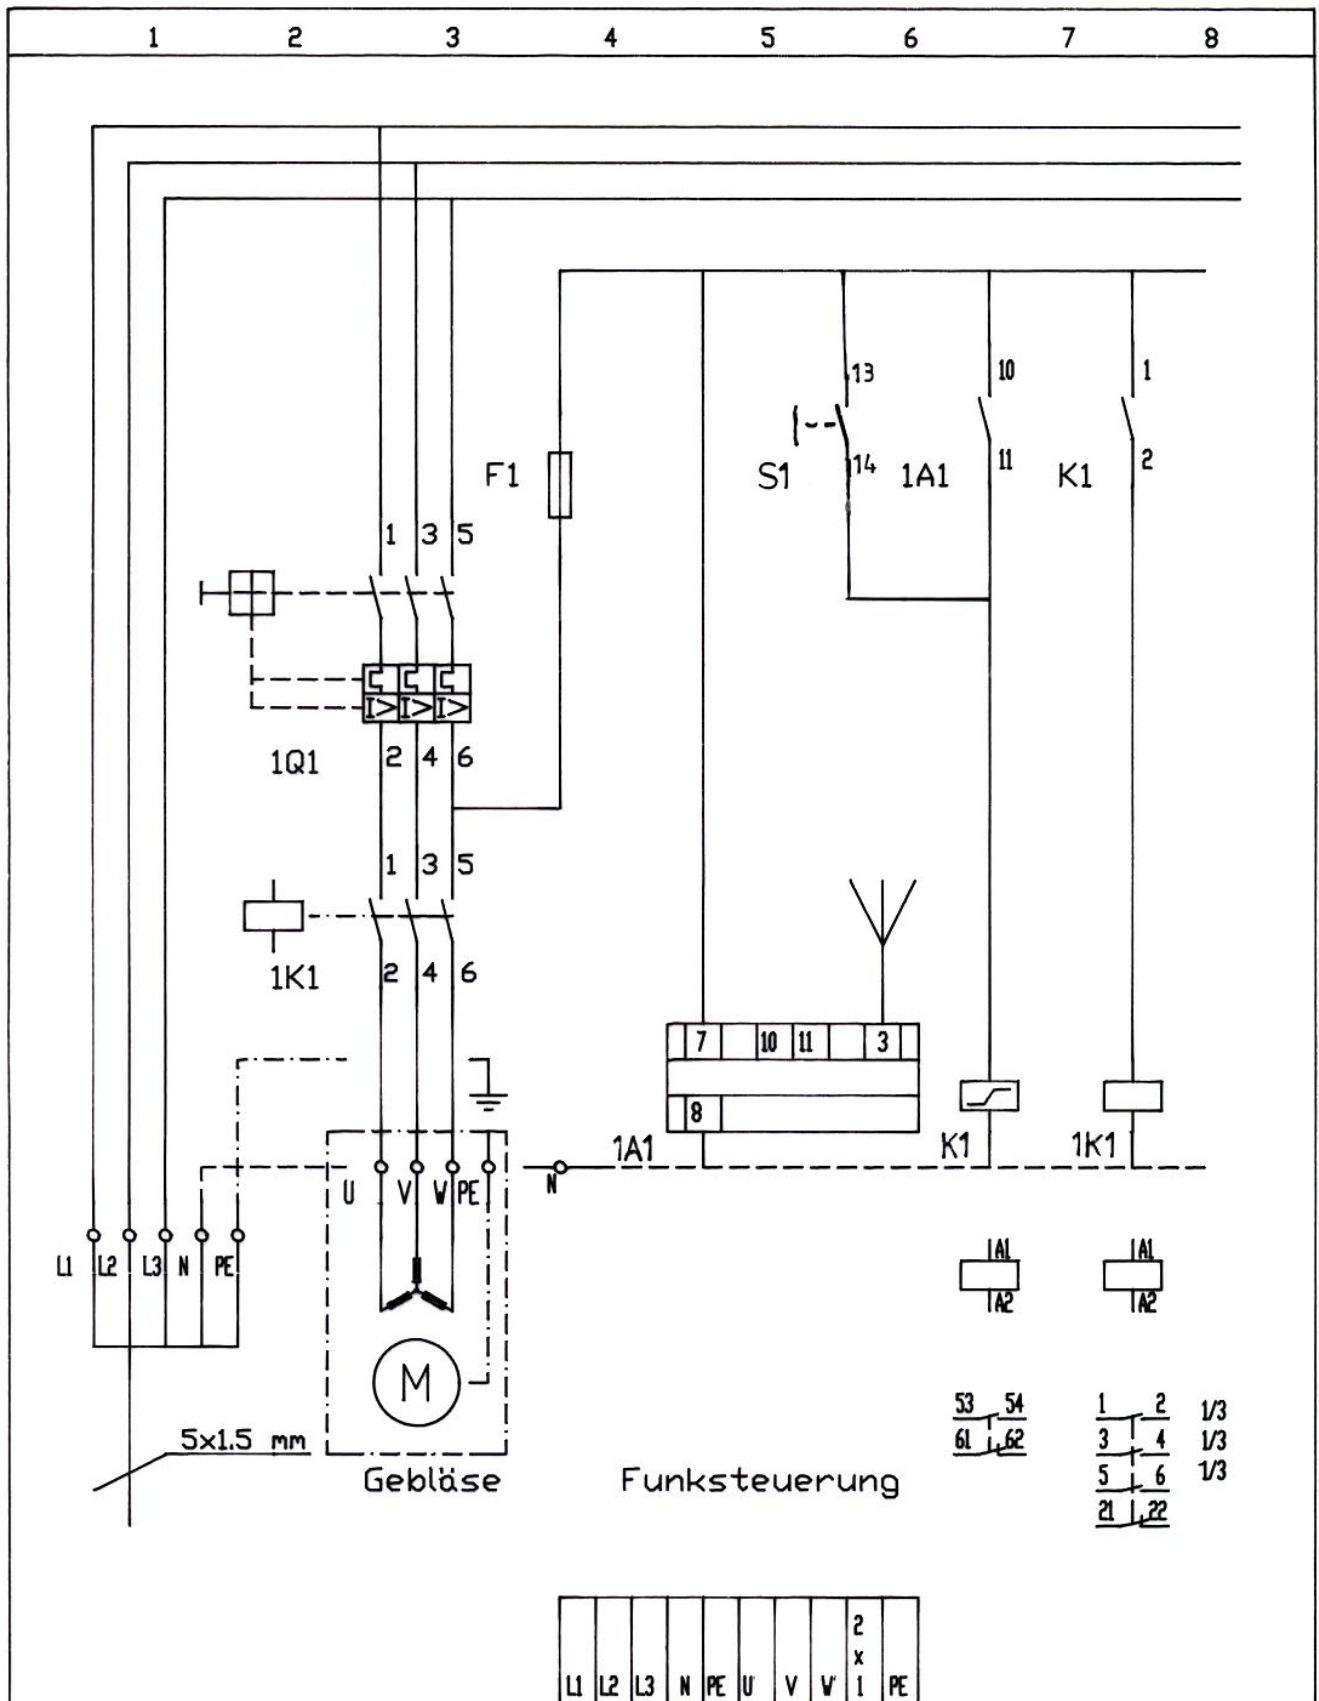 1 2 3 4 5 6 7 8
13 10 1
F1 S1 14 1A1 11 K1 2
1 3 5
I> I> I>
1Q1 2 4 6
1 3 5
1K1 2 4 6
7 10 11 3
8
1A1 K1 1K1
U V W PE N
L1 L2 L3 N PE
A1 A1
A2 A2
M
53 54 1 2 1/3
61 62 3 4 1/3
5 6 1/3
21 22
5x1.5 mm
Gebläse Funksteuerung
2
x
L1 L2 L3 N PE U' V W' 1 PE